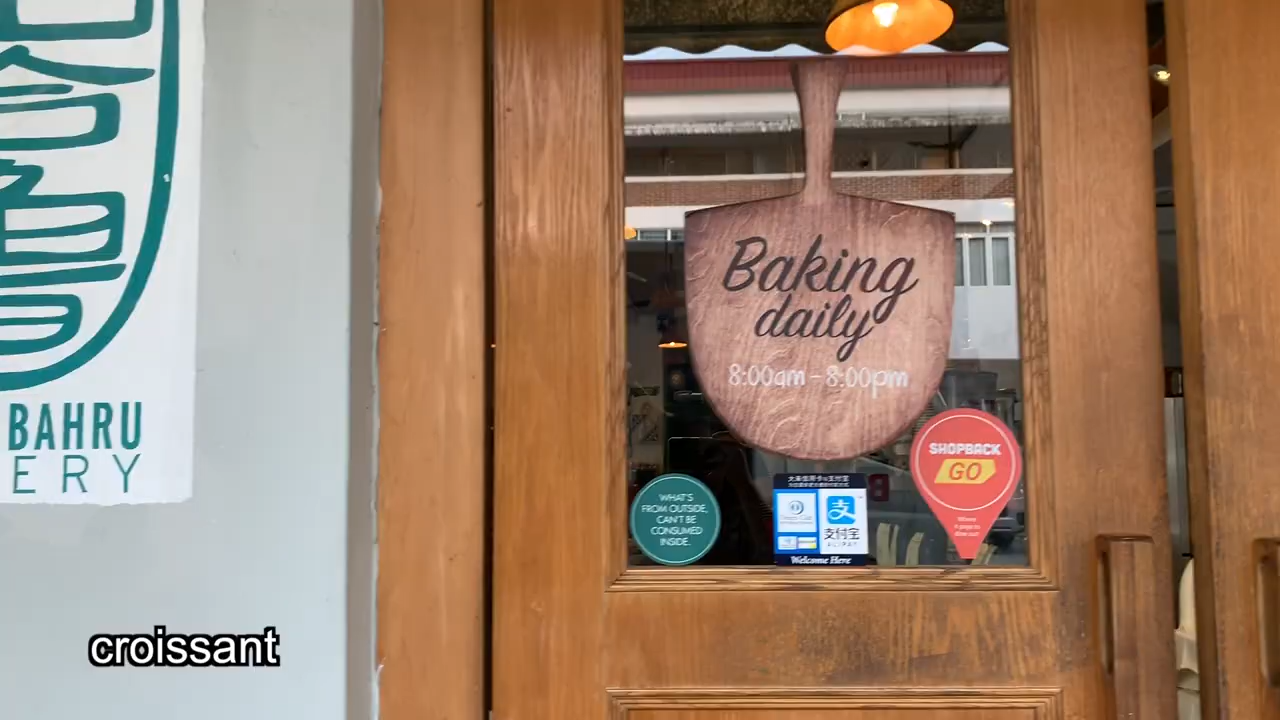 BAHRU
ERY
Baking
daily
8:00am - 8:00pm
SHOPBACK
GO
WHAT'S
FROM OUTSIDE,
CAN'T BE
CONSUMED
INSIDE.
支付宝
ALIPAY
Welcome Here
croissant